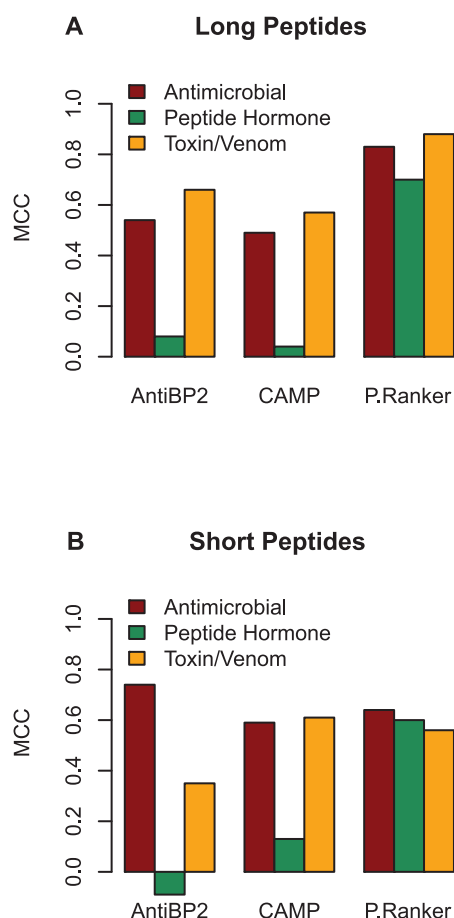 A Long Peptides
Antimicrobial
Peptide Hormone
Toxin/Venom
MCC
1.0
0.8
0.6
0.4
0.2
0.0
AntiBP2 CAMP P.Ranker
B Short Peptides
Antimicrobial
Peptide Hormone
Toxin/Venom
MCC
1.0
0.8
0.6
0.4
0.2
0.0
AntiBP2 CAMP P.Ranker